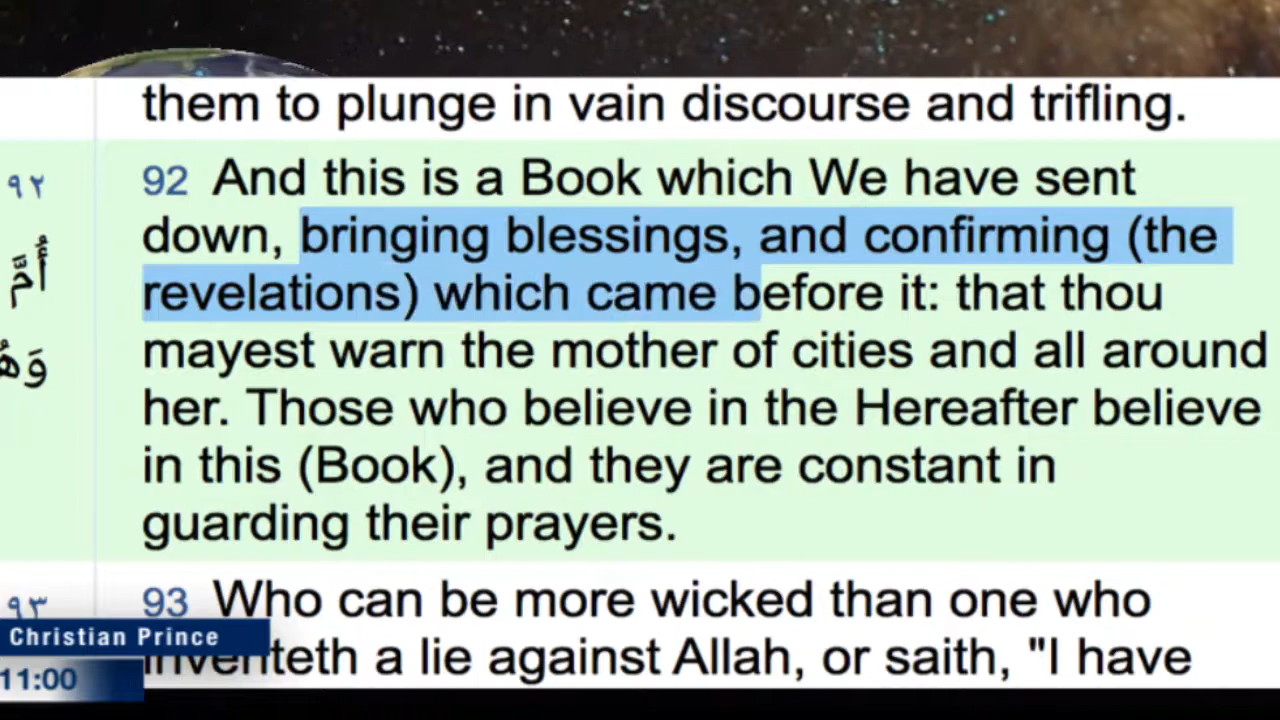 them to plunge in vain discourse and trifling.
٩٢
92 And this is a Book which We have sent
down, bringing blessings, and confirming (the
revelations) which came before it: that thou
mayest warn the mother of cities and all around
her. Those who believe in the Hereafter believe
in this (Book), and they are constant in
guarding their prayers.
٩٣
93 Who can be more wicked than one who
inventeth a lie against Allah, or saith, "I have
Christian Prince
11:00